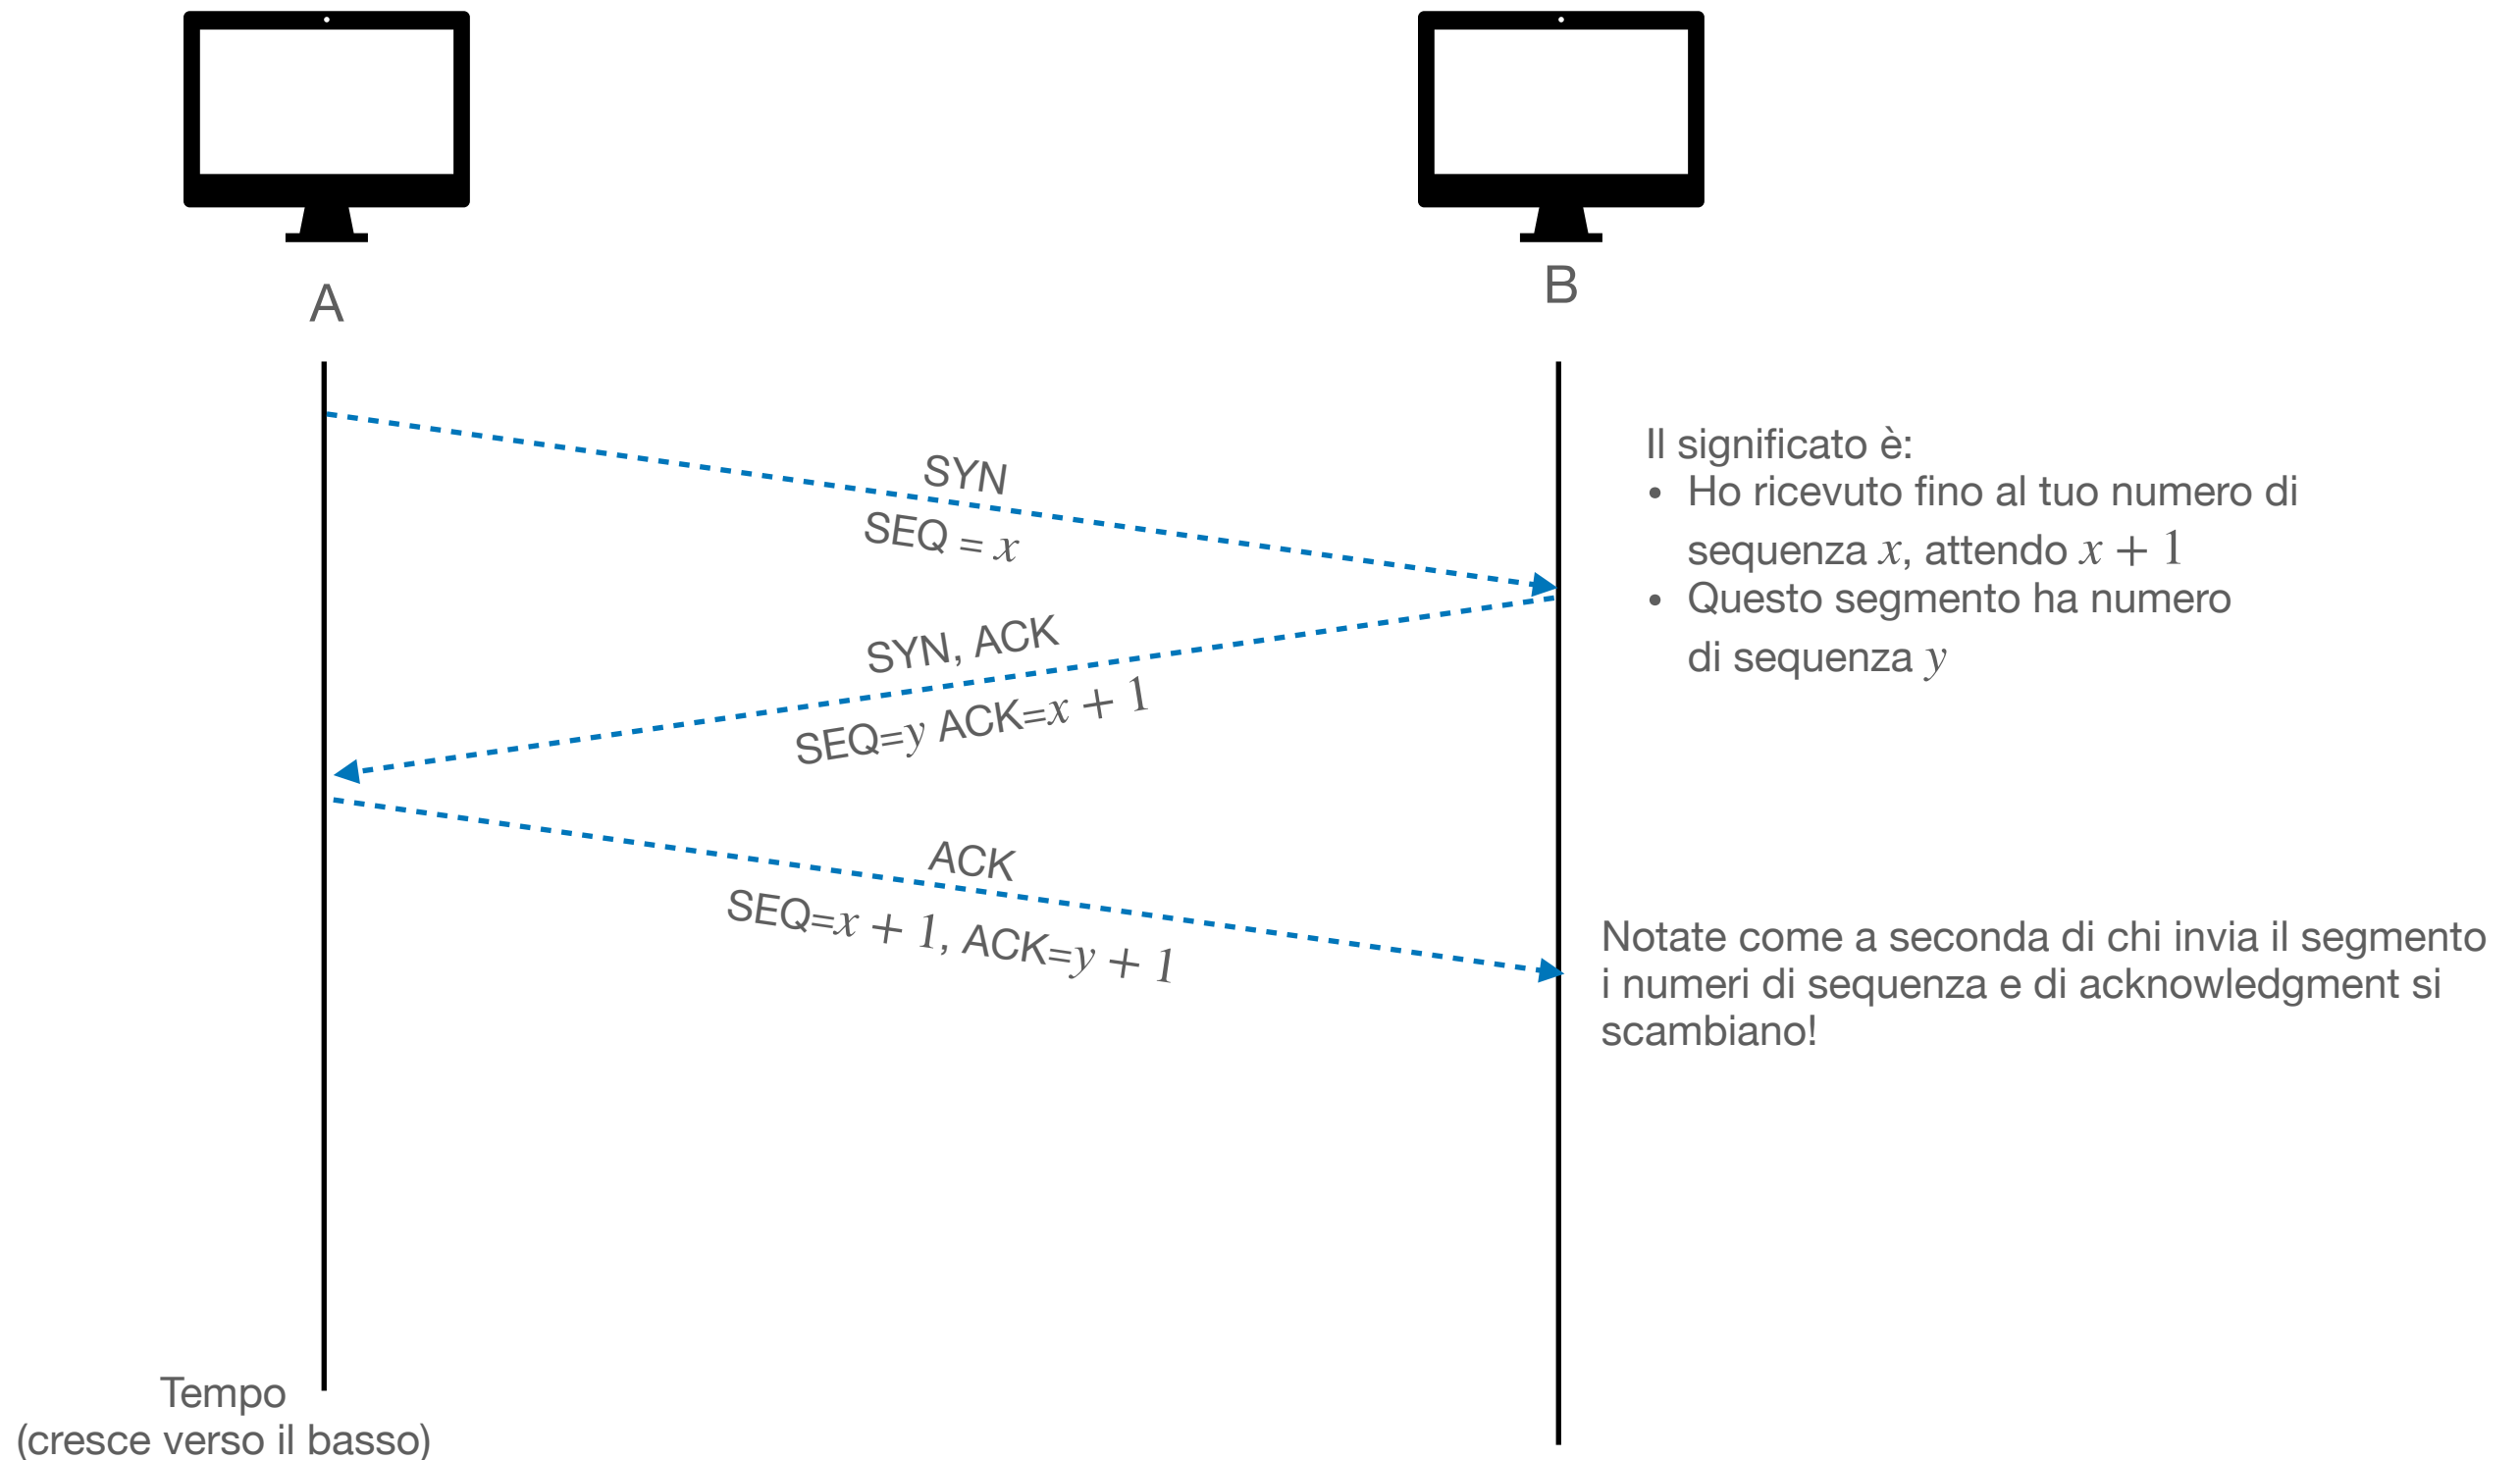 A
B
SYN
SEQ = x
Il significato è:
• Ho ricevuto fino al tuo numero di
sequenza x, attendo x + 1
• Questo segmento ha numero
di sequenza y
SYN, ACK
SEQ=y ACK=x + 1
ACK
SEQ=x + 1, ACK=y + 1
Notate come a seconda di chi invia il segmento
i numeri di sequenza e di acknowledgment si
scambiano!
Tempo
(cresce verso il basso)